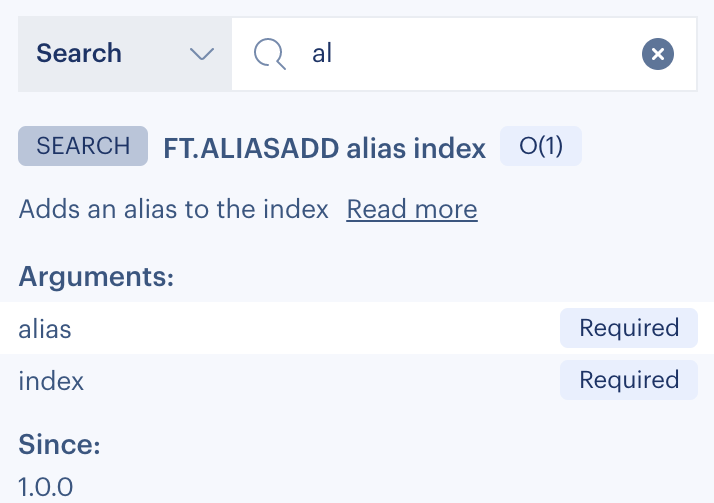 Search al
SEARCH FT.ALIASADD alias index O(1)
Adds an alias to the index Read more
Arguments:
alias Required
index Required
Since:
1.0.0